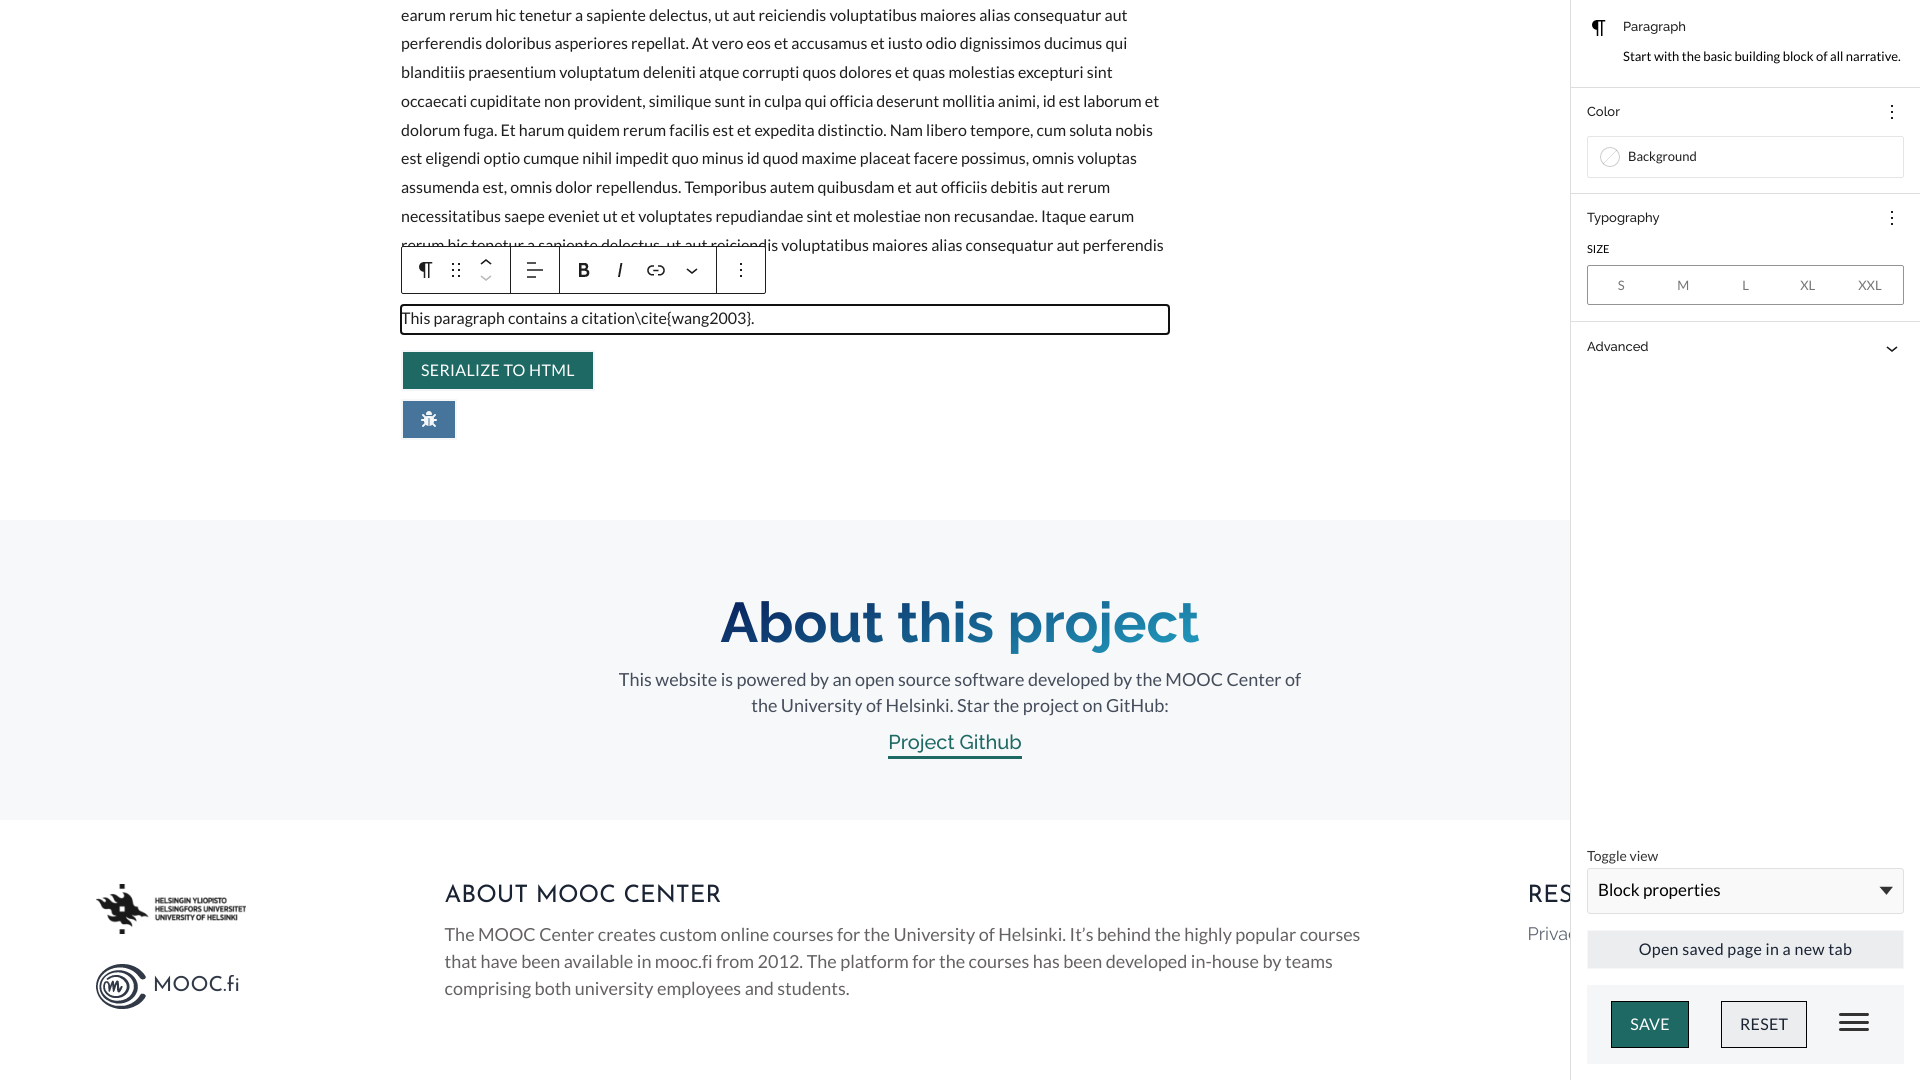 earum rerum hic tenetur a sapiente delectus, ut aut reiciendis voluptatibus maiores alias consequatur aut
perferendis doloribus asperiores repellat. At vero eos et accusamus et iusto odio dignissimos ducimus qui
blanditiis praesentium voluptatum deleniti atque corrupti quos dolores et quas molestias excepturi sint
occaecati cupiditate non provident, similique sunt in culpa qui officia deserunt mollitia animi, id est laborum et
dolorum fuga. Et harum quidem rerum facilis est et expedita distinctio. Nam libero tempore, cum soluta nobis
est eligendi optio cumque nihil impedit quo minus id quod maxime placeat facere possimus, omnis voluptas
assumenda est, omnis dolor repellendus. Temporibus autem quibusdam et aut officiis debitis aut rerum
necessitatibus saepe eveniet ut et voluptates repudiandae sint et molestiae non recusandae. Itaque earum
rerum hic tenetur a sapiente delectus, ut aut reiciendis voluptatibus maiores alias consequatur aut perferendis
B I
This paragraph contains a citation\cite{wang2003}.
SERIALIZE TO HTML
About this project
This website is powered by an open source software developed by the MOOC Center of
the University of Helsinki. Star the project on GitHub:
Project Github
HELSINGIN YLIOPISTO
HELSINGFORS UNIVERSITET
UNIVERSITY OF HELSINKI
MOOC.fi
ABOUT MOOC CENTER
The MOOC Center creates custom online courses for the University of Helsinki. It’s behind the highly popular courses
that have been available in mooc.fi from 2012. The platform for the courses has been developed in-house by teams
comprising both university employees and students.
RES
Priva
Paragraph
Start with the basic building block of all narrative.
Color
Background
Typography
SIZE
S M L XL XXL
Advanced
Toggle view
Block properties
Open saved page in a new tab
SAVE RESET